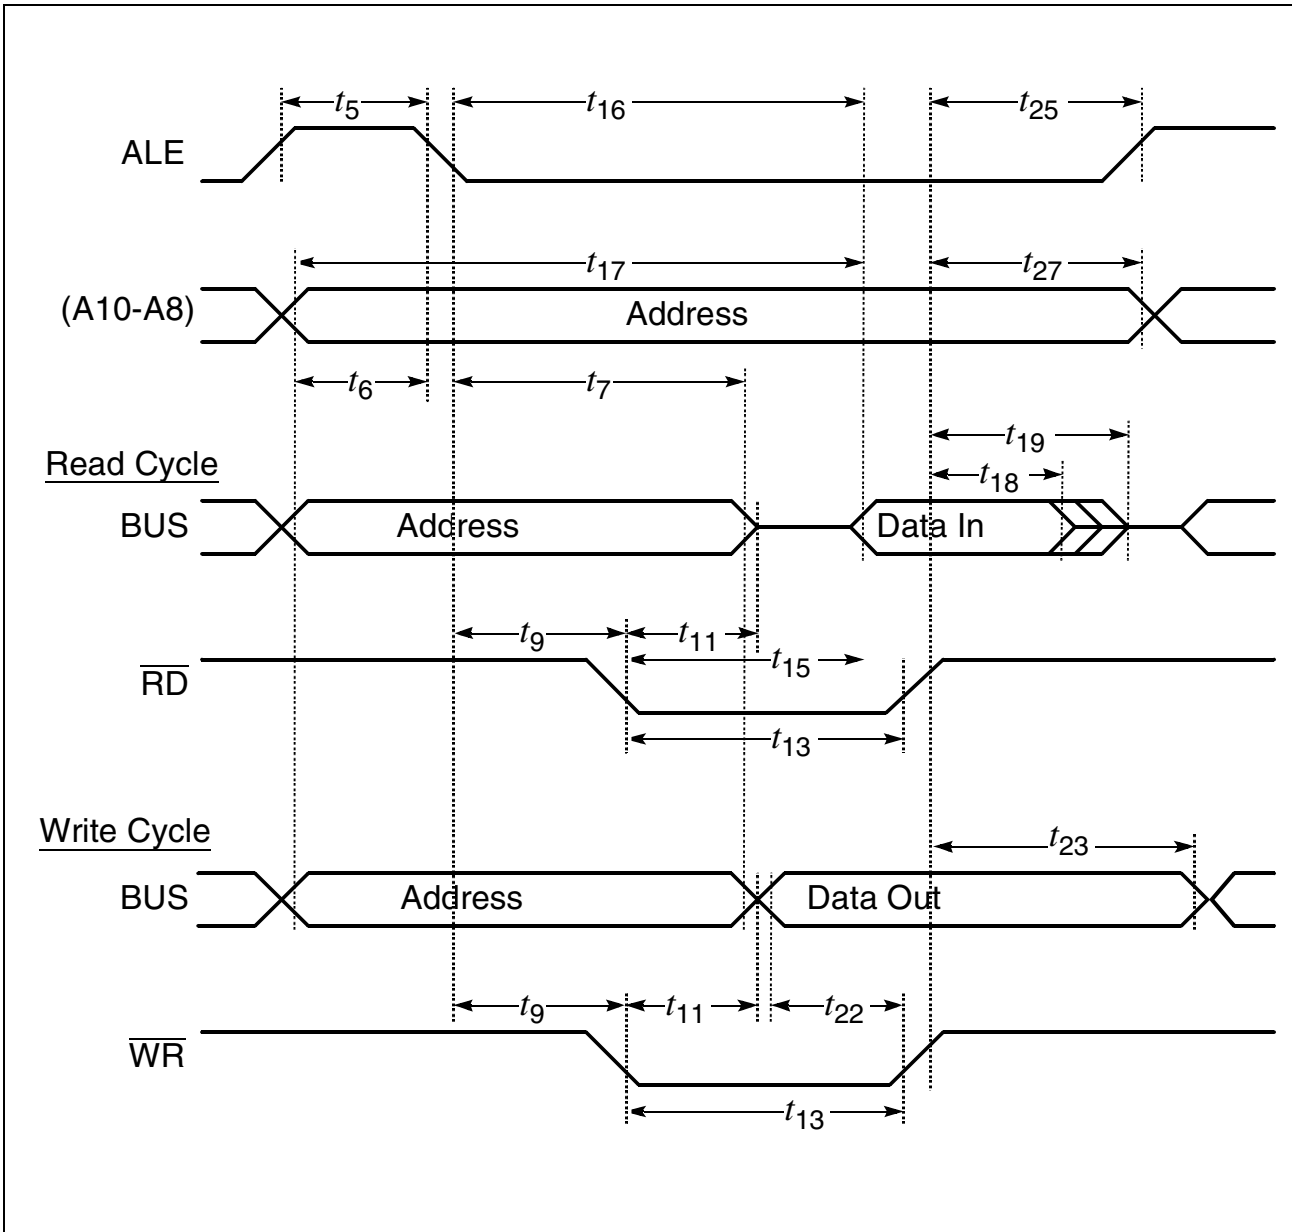 t5 t16 t25
ALE
t17 t27
(A10-A8) Address
t6 t7
t19
Read Cycle t18
BUS Address Data In
t9 t11
RD t15
t13
Write Cycle t23
BUS Address Data Out
t9 t11 t22
WR
t13